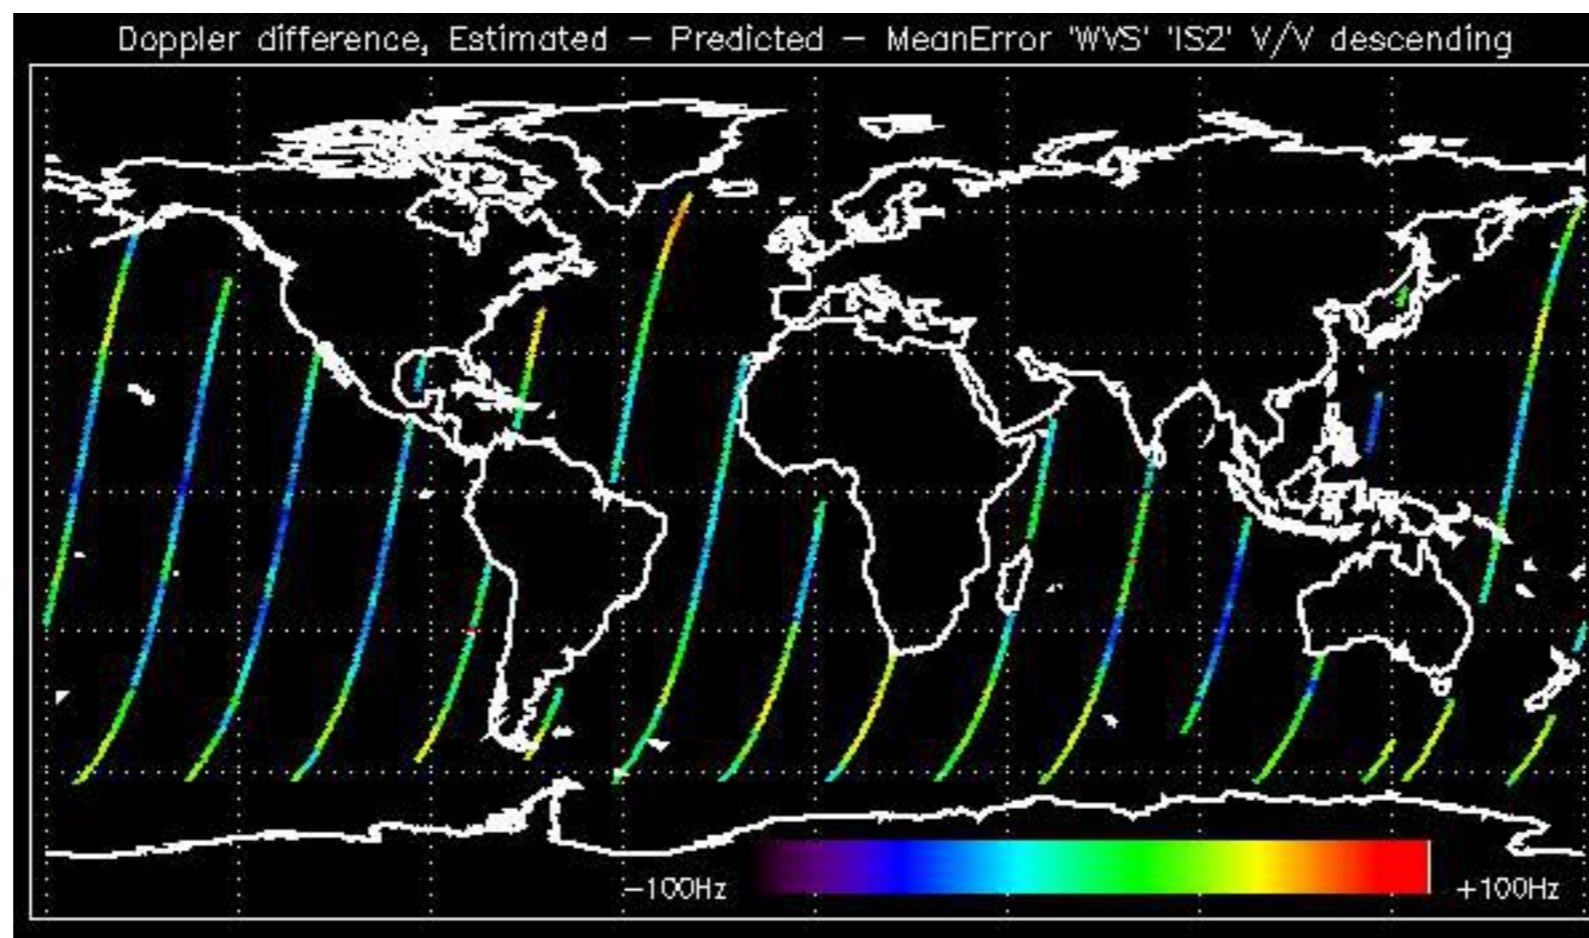 Doppler difference, Estimated – Predicted – MeanError 'WVS' 'IS2' V/V descending
–100Hz
+100Hz